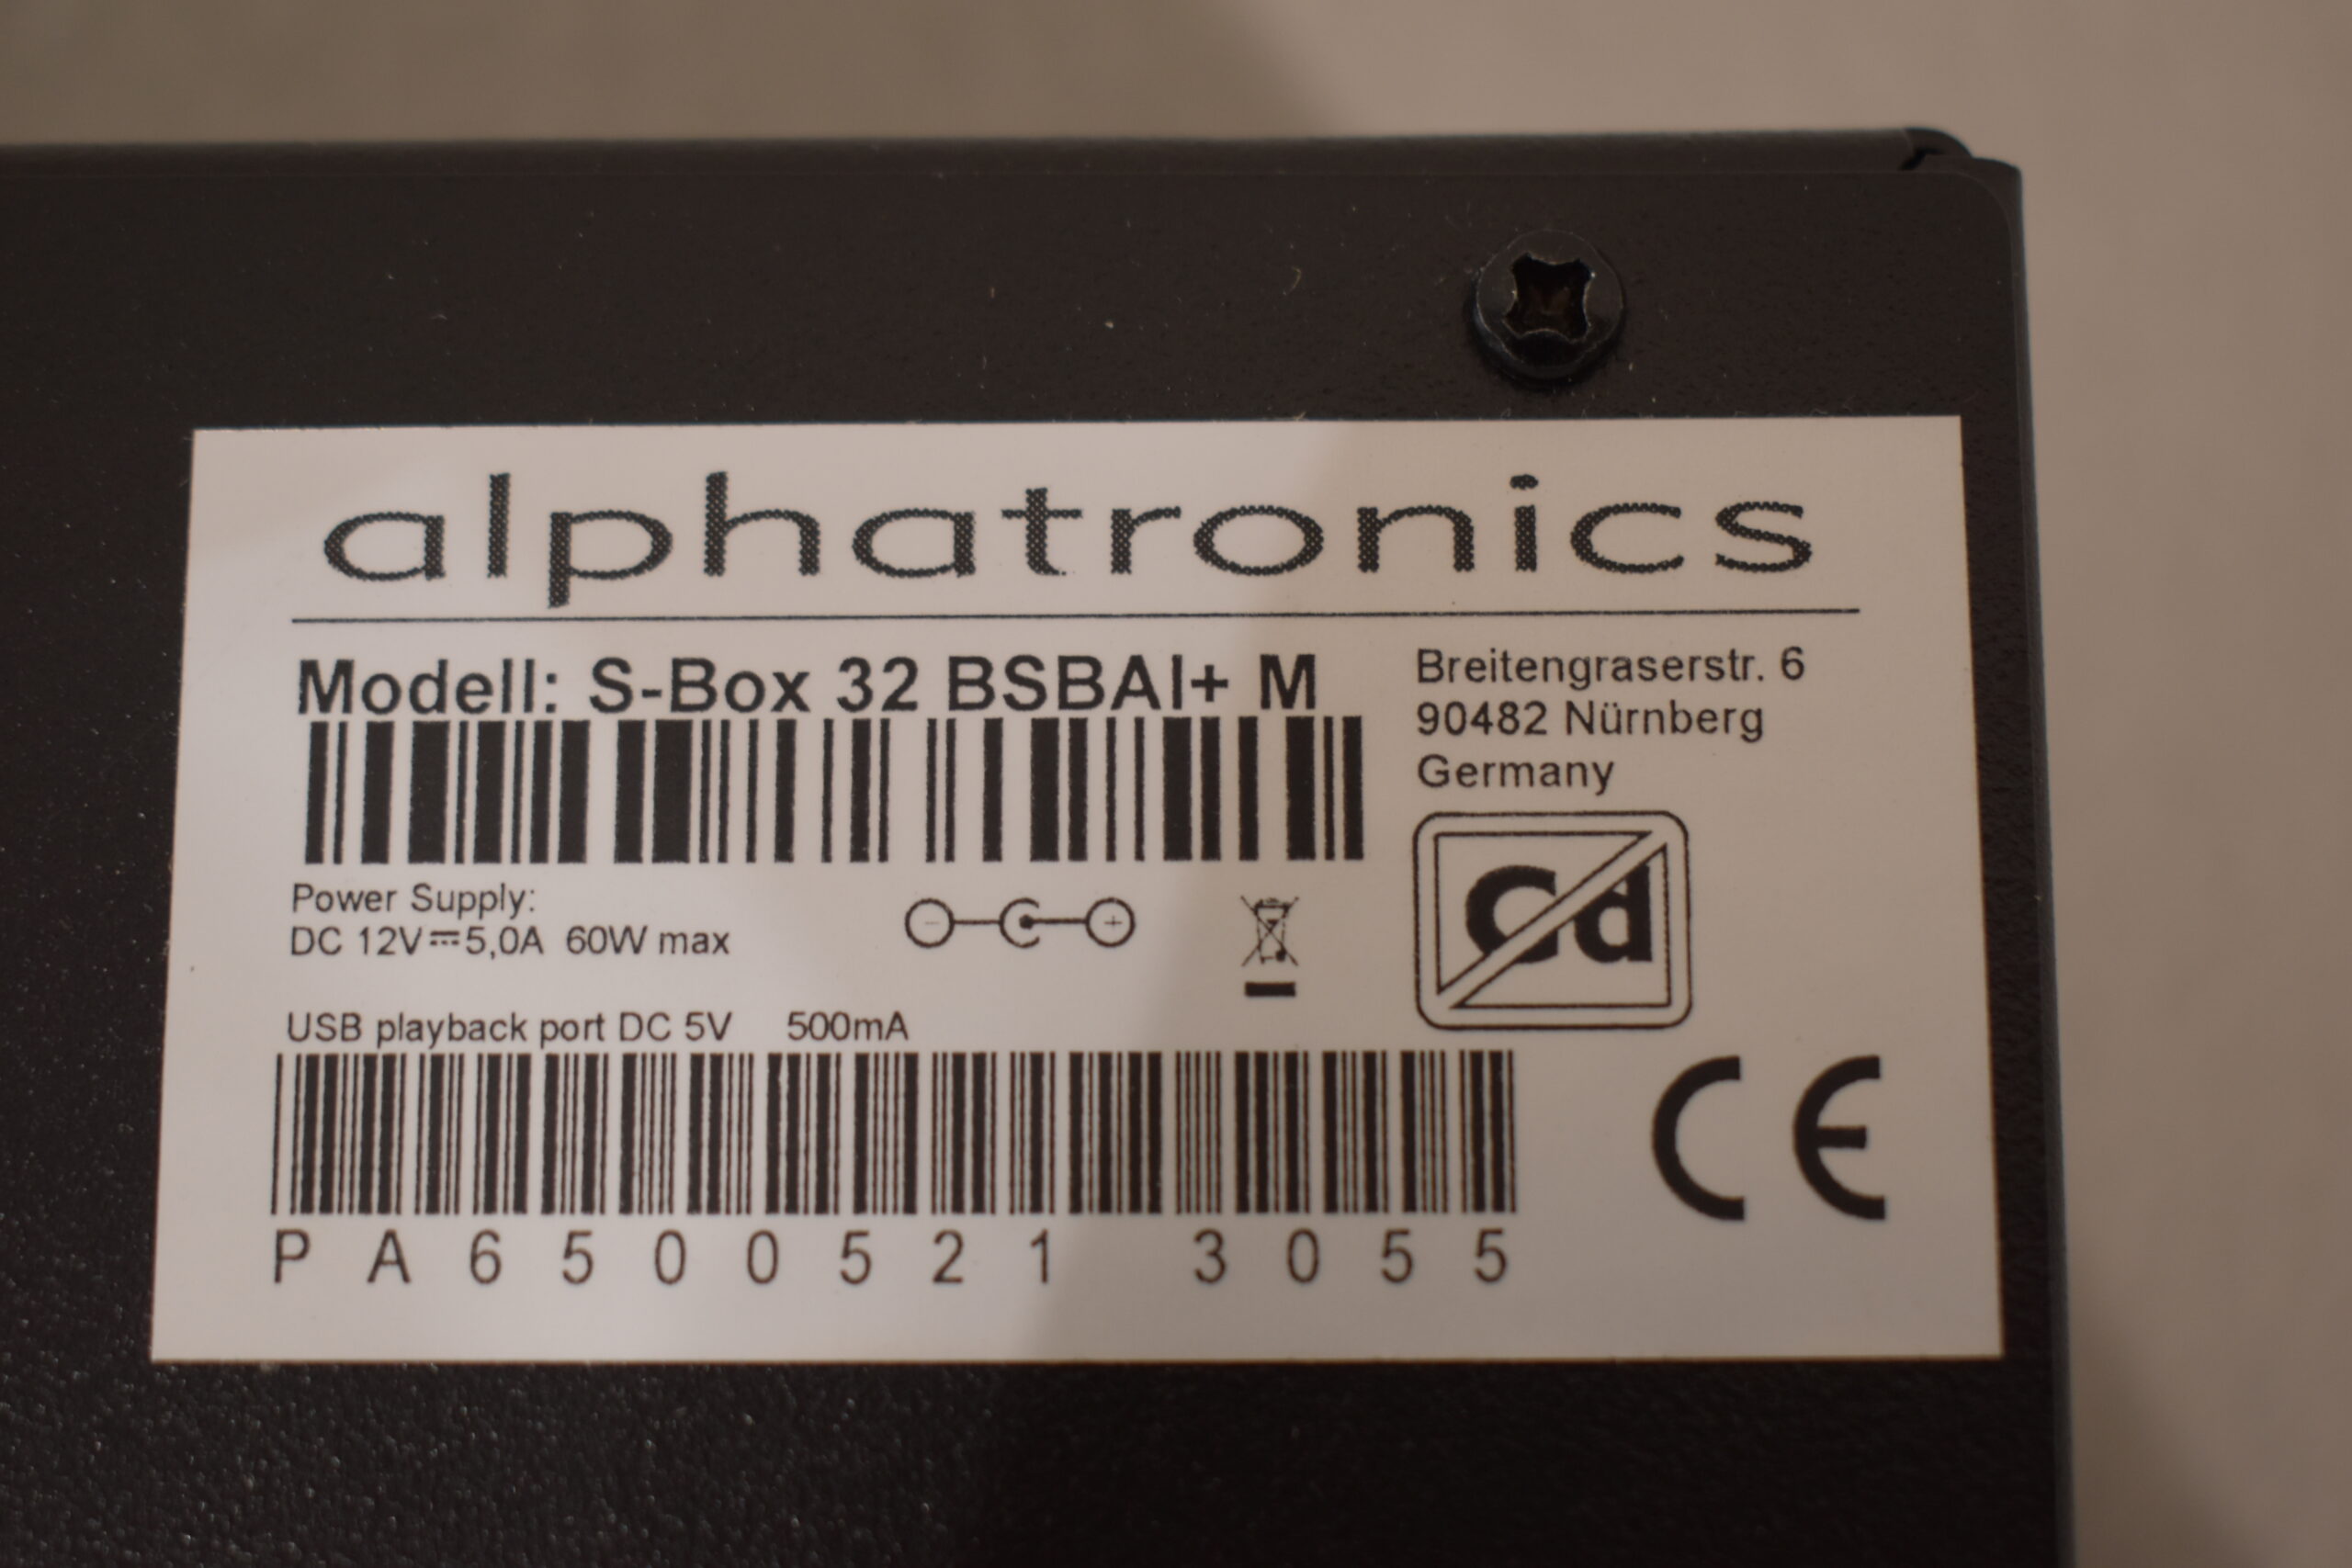 alphatronics
Modell: S-Box 32 BSBAI+ M
Breitengraserstr. 6
90482 Nürnberg
Germany
Power Supply:
DC 12V⎓5,0A 60W max
- +
Cd
USB playback port DC 5V 500mA
PA6500521 3055
CE